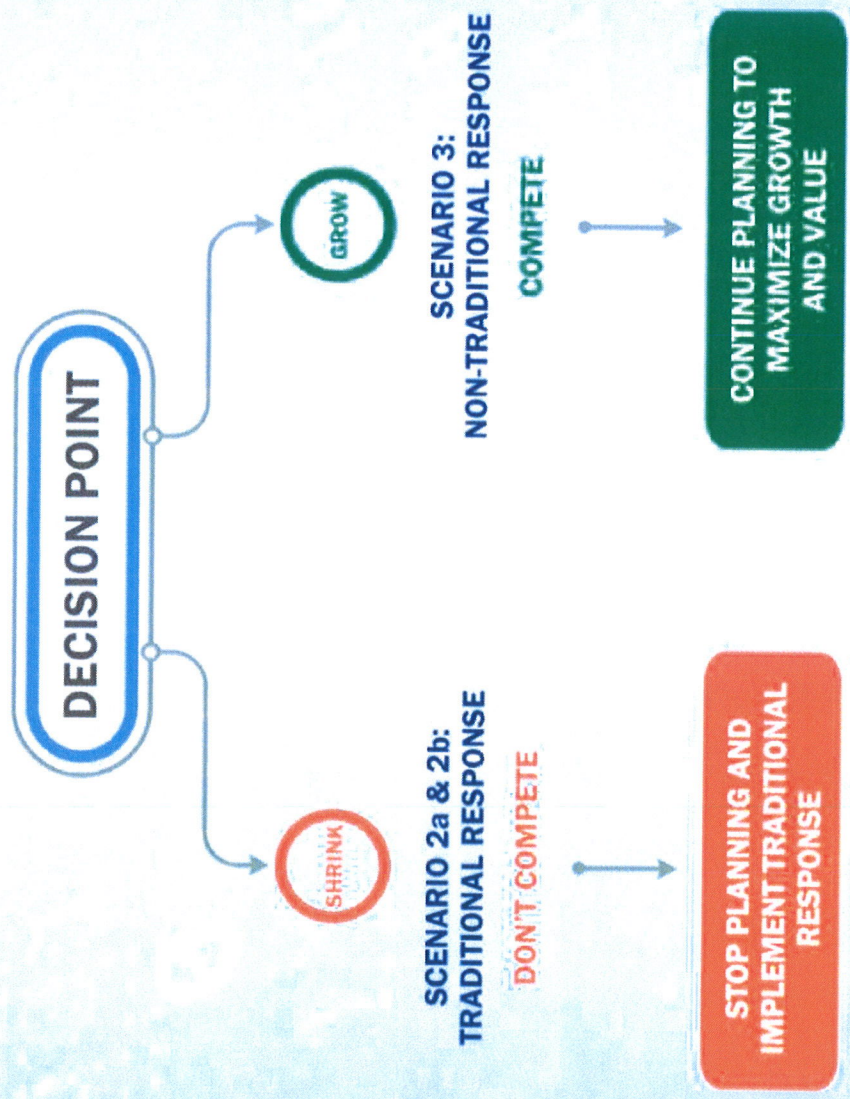 DECISION POINT
SHRINK
SCENARIO 2a & 2b:
TRADITIONAL RESPONSE
DON'T COMPETE
STOP PLANNING AND
IMPLEMENT TRADITIONAL
RESPONSE
GROW
SCENARIO 3:
NON-TRADITIONAL RESPONSE
COMPETE
CONTINUE PLANNING TO
MAXIMIZE GROWTH
AND VALUE